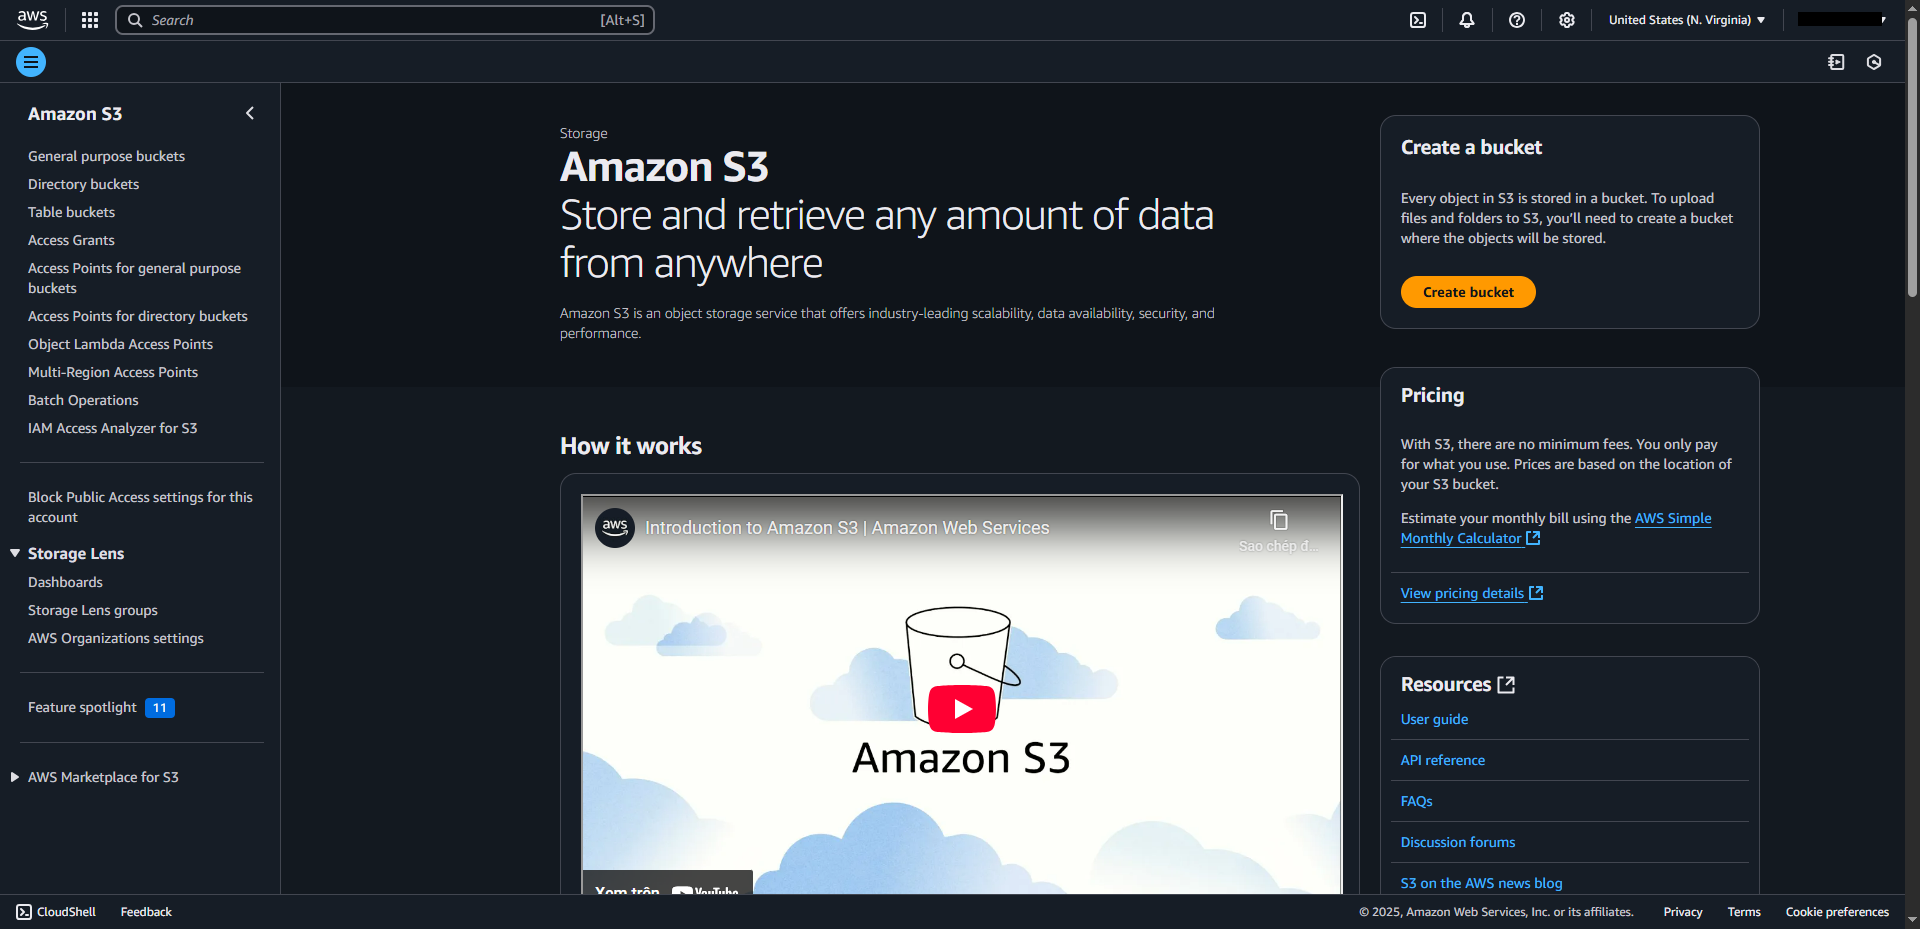 aws
Search
[Alt+S]
United States (N. Virginia)
Amazon S3
General purpose buckets
Directory buckets
Table buckets
Access Grants
Access Points for general purpose
buckets
Access Points for directory buckets
Object Lambda Access Points
Multi-Region Access Points
Batch Operations
IAM Access Analyzer for S3
Block Public Access settings for this
account
Storage Lens
Dashboards
Storage Lens groups
AWS Organizations settings
Feature spotlight 11
AWS Marketplace for S3
Storage
Amazon S3
Store and retrieve any amount of data
from anywhere
Amazon S3 is an object storage service that offers industry-leading scalability, data availability, security, and
performance.
How it works
aws
Introduction to Amazon S3 | Amazon Web Services
Sao chép đ...
Amazon S3
Xem trên YouTube
Create a bucket
Every object in S3 is stored in a bucket. To upload
files and folders to S3, you’ll need to create a bucket
where the objects will be stored.
Create bucket
Pricing
With S3, there are no minimum fees. You only pay
for what you use. Prices are based on the location of
your S3 bucket.
Estimate your monthly bill using the AWS Simple
Monthly Calculator
View pricing details
Resources
User guide
API reference
FAQs
Discussion forums
S3 on the AWS news blog
CloudShell
Feedback
© 2025, Amazon Web Services, Inc. or its affiliates.
Privacy
Terms
Cookie preferences